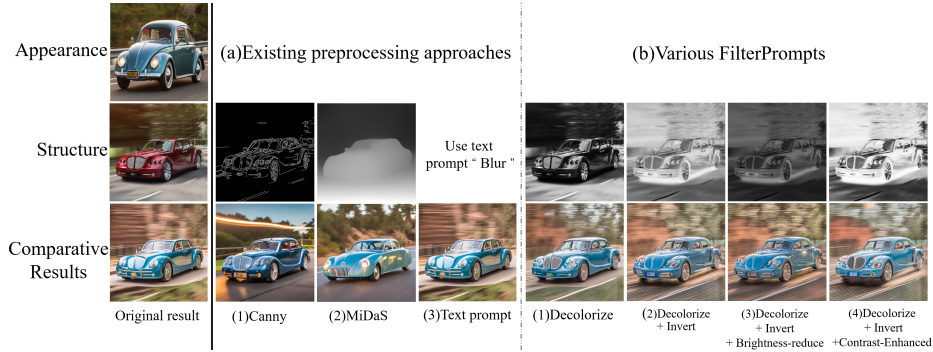 Appearance
(a)Existing preprocessing approaches
(b)Various FilterPrompts
Structure
Use text
prompt “ Blur ”
Comparative
Results
Original result
(1)Canny
(2)MiDaS
(3)Text prompt
(1)Decolorize
(2)Decolorize
+ Invert
(3)Decolorize
+ Invert
+ Brightness-reduce
(4)Decolorize
+ Invert
+Contrast-Enhanced